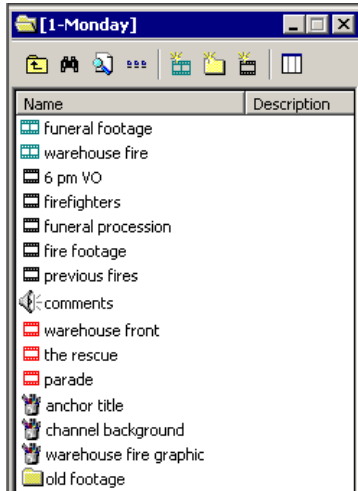 [1-Monday]
Name Description
funeral footage
warehouse fire
6 pm VO
firefighters
funeral procession
fire footage
previous fires
comments
warehouse front
the rescue
parade
anchor title
channel background
warehouse fire graphic
old footage